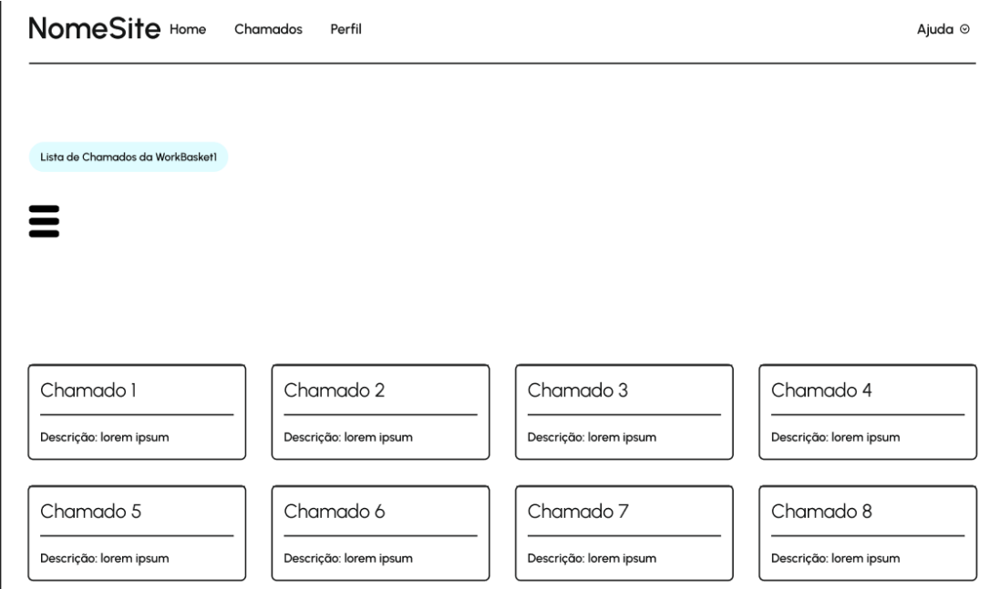 NomeSite Home Chamados Perfil Ajuda
Lista de Chamados da WorkBasket1
Chamado 1 Chamado 2 Chamado 3 Chamado 4
Descrição: lorem ipsum Descrição: lorem ipsum Descrição: lorem ipsum Descrição: lorem ipsum
Chamado 5 Chamado 6 Chamado 7 Chamado 8
Descrição: lorem ipsum Descrição: lorem ipsum Descrição: lorem ipsum Descrição: lorem ipsum